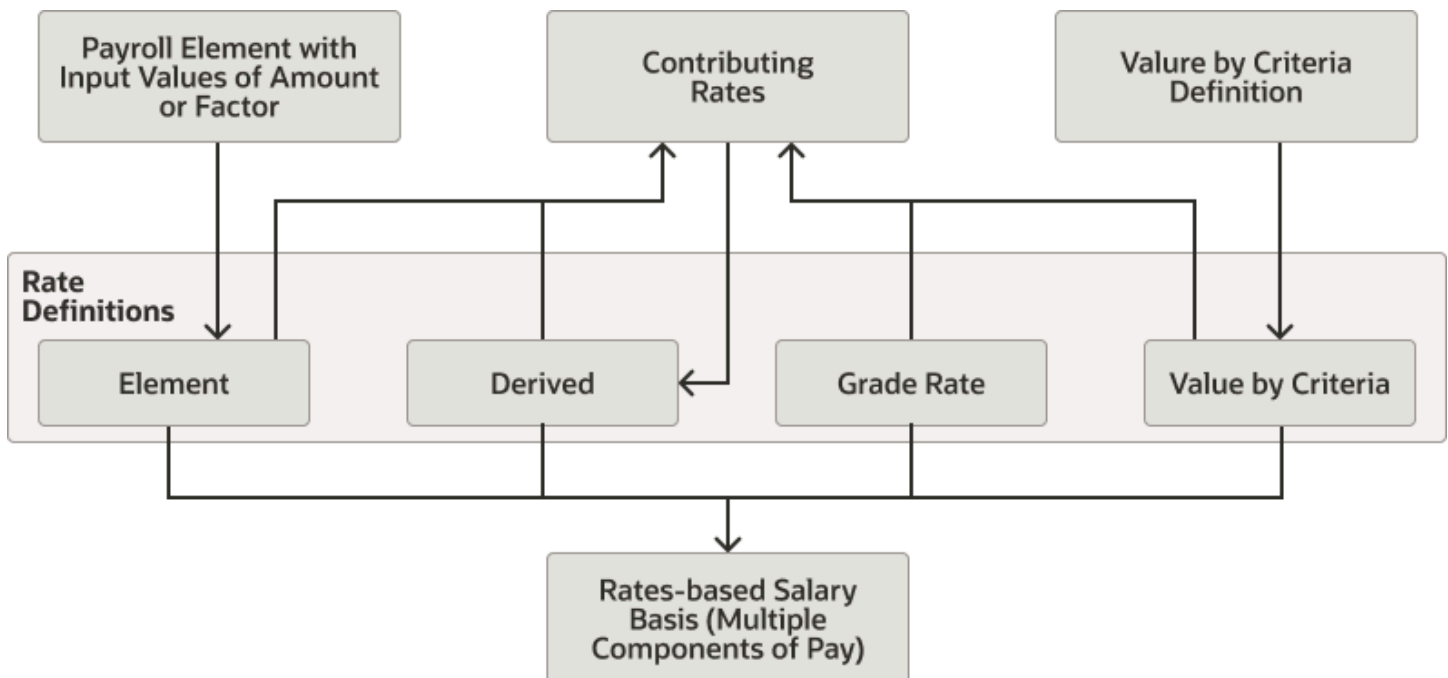 Payroll Element with
Input Values of Amount
or Factor
Contributing
Rates
Valure by Criteria
Definition
Rate
Definitions
Element
Derived
Grade Rate
Value by Criteria
Rates-based Salary
Basis (Multiple
Components of Pay)